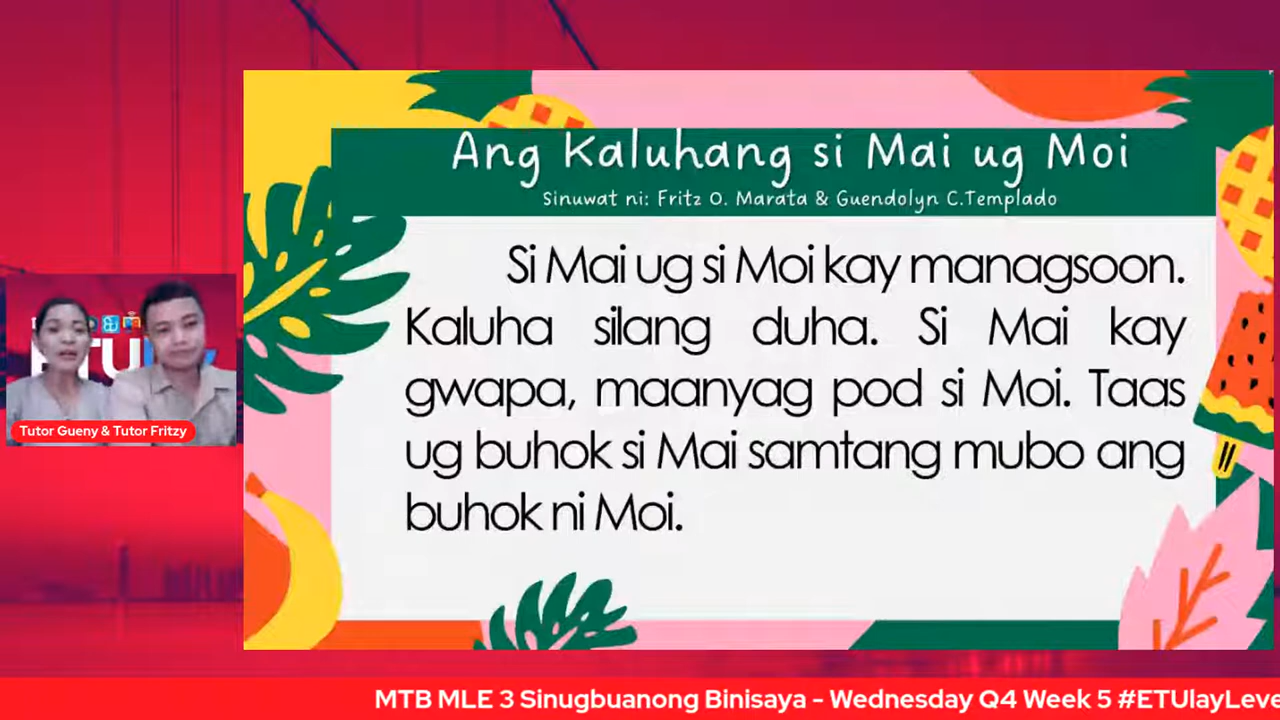 Ang Kaluhang si Mai ug Moi
Sinuwat ni: Fritz O. Marata & Guendolyn C.Templado
Si Mai ug si Moi kay managsoon.
Kaluha silang duha. Si Mai kay
gwapa, maanyag pod si Moi. Taas
ug buhok si Mai samtang mubo ang
buhok ni Moi.
Tutor Gueny & Tutor Fritzy
MTB MLE 3 Sinugbuanong Binisaya - Wednesday Q4 Week 5 #ETUlayLeve